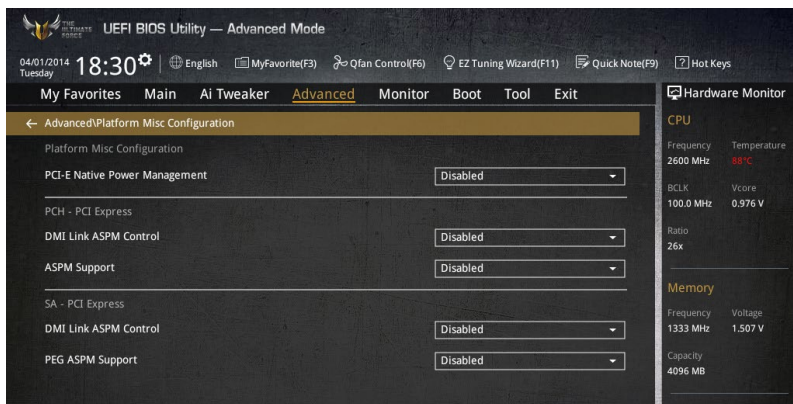 THE ULTIMATE FORCE
UEFI BIOS Utility — Advanced Mode
04/01/2014
Tuesday
18:30
English
MyFavorite(F3)
Qfan Control(F6)
EZ Tuning Wizard(F11)
Quick Note(F9)
? Hot Keys
My Favorites
Main
Ai Tweaker
Advanced
Monitor
Boot
Tool
Exit
← Advanced\Platform Misc Configuration
Platform Misc Configuration
PCI-E Native Power Management Disabled
PCH - PCI Express
DMI Link ASPM Control Disabled
ASPM Support Disabled
SA - PCI Express
DMI Link ASPM Control Disabled
PEG ASPM Support Disabled
Hardware Monitor
CPU
Frequency Temperature
2600 MHz 88°C
BCLK Vcore
100.0 MHz 0.976 V
Ratio
26x
Memory
Frequency Voltage
1333 MHz 1.507 V
Capacity
4096 MB